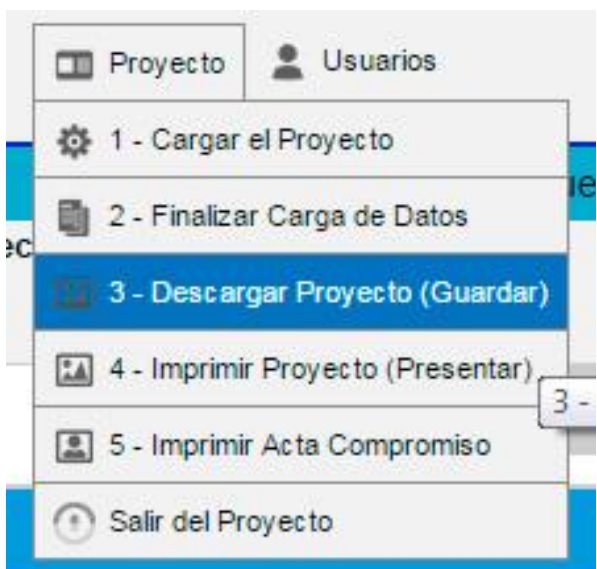 Proyecto Usuarios
1 - Cargar el Proyecto
2 - Finalizar Carga de Datos
3 - Descargar Proyecto (Guardar)
4 - Imprimir Proyecto (Presentar)
3 -
5 - Imprimir Acta Compromiso
Salir del Proyecto